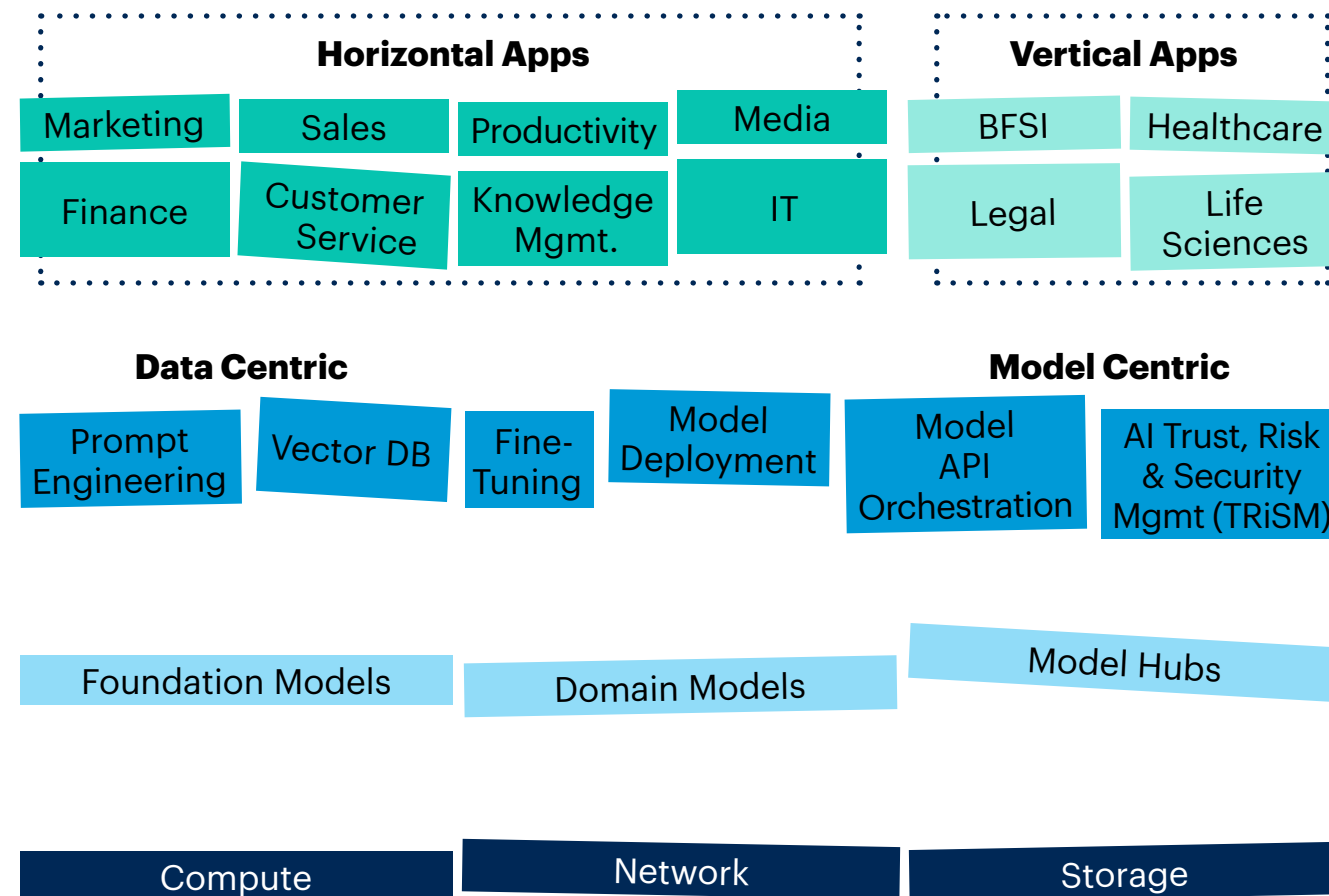 Horizontal Apps
Vertical Apps
Marketing
Sales
Productivity
Media
BFSI
Healthcare
Finance
Customer
Service
Knowledge
Mgmt.
IT
Legal
Life
Sciences
Data Centric
Model Centric
Prompt
Engineering
Vector DB
Fine-
Tuning
Model
Deployment
Model
API
Orchestration
AI Trust, Risk
& Security
Mgmt (TRiSM)
Foundation Models
Domain Models
Model Hubs
Compute
Network
Storage